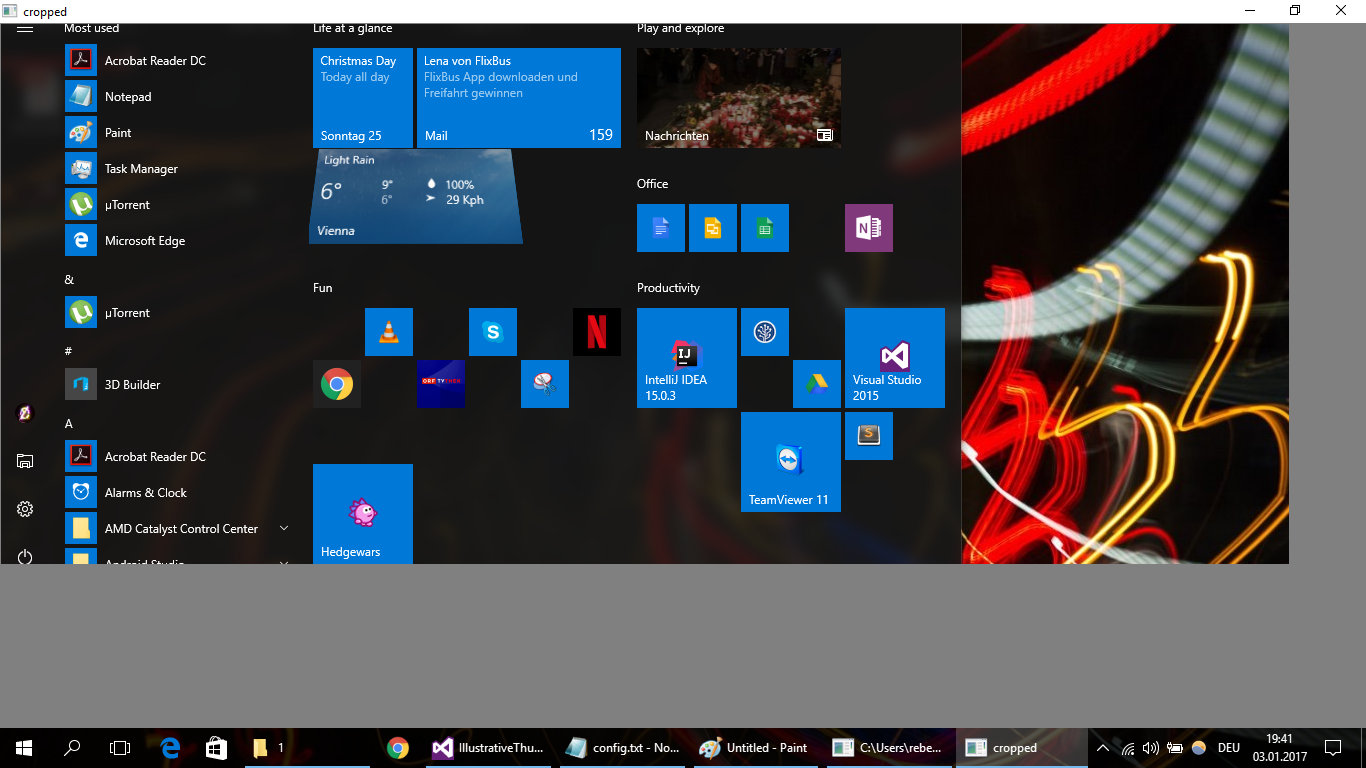 cropped
Most used
Acrobat Reader DC
Notepad
Paint
Task Manager
µTorrent
Microsoft Edge
&
µTorrent
#
3D Builder
A
Acrobat Reader DC
Alarms & Clock
AMD Catalyst Control Center
Android Studio
Life at a glance
Christmas Day
Today all day
Sonntag 25
Lena von FlixBus
FlixBus App downloaden und
Freifahrt gewinnen
Mail 159
Light Rain
6° 9° 100%
6° 29 Kph
Vienna
Fun
N
S
ORF TVTHEK
Hedgewars
Play and explore
Nachrichten
Office
N
Productivity
IJ
IntelliJ IDEA
15.0.3
Visual Studio
2015
S
TeamViewer 11
1
IllustrativeThu...
config.txt - No...
Untitled - Paint
C:\Users\rebe...
cropped
DEU
19:41
03.01.2017